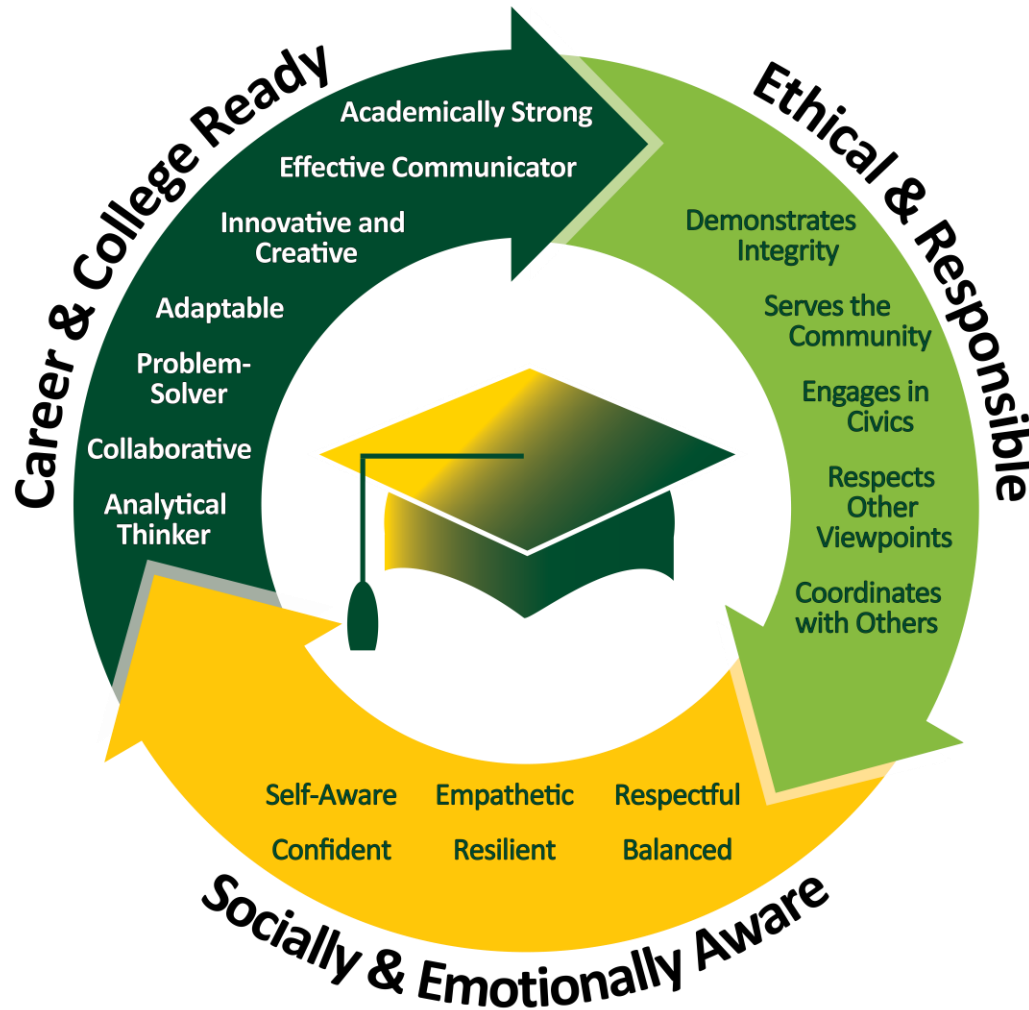 Career & College Ready
Academically Strong
Effective Communicator
Innovative and
Creative
Adaptable
Problem-
Solver
Collaborative
Analytical
Thinker
Ethical & Responsible
Demonstrates
Integrity
Serves the
Community
Engages in
Civics
Respects
Other
Viewpoints
Coordinates
with Others
Self-Aware Empathetic Respectful
Confident Resilient Balanced
Socially & Emotionally Aware